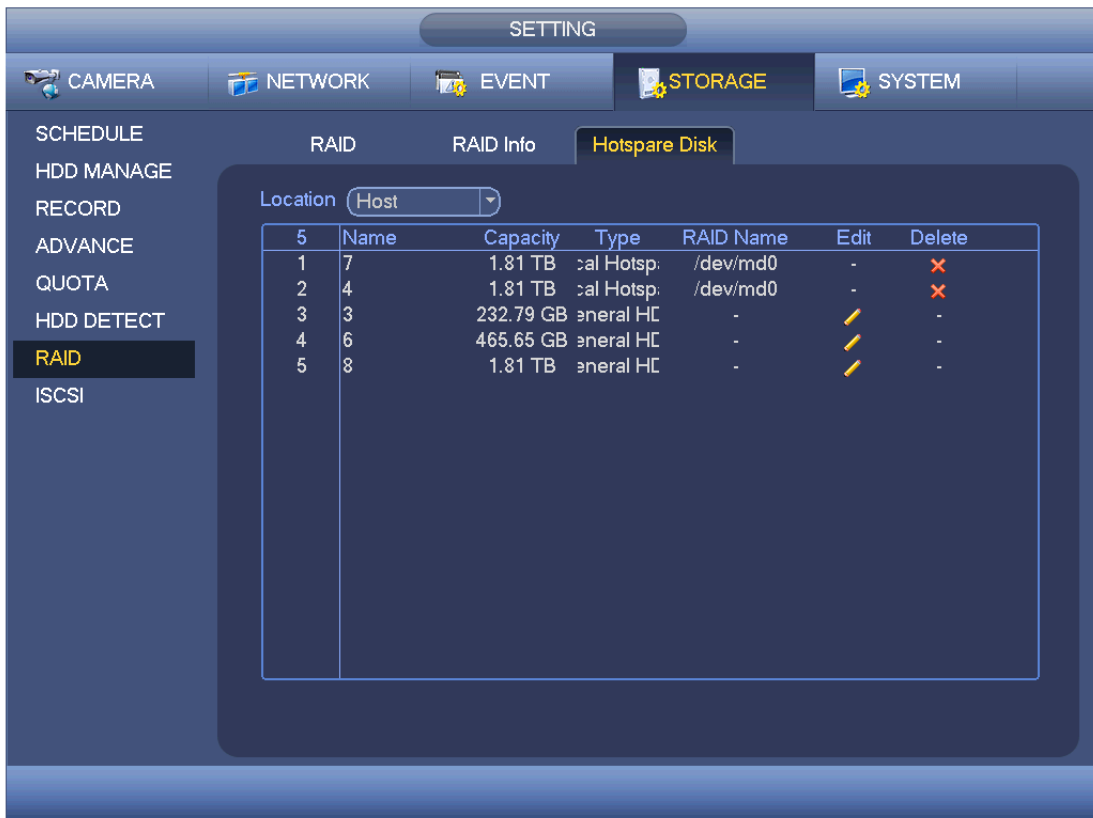 SETTING
CAMERA NETWORK EVENT STORAGE SYSTEM
SCHEDULE
HDD MANAGE
RECORD
ADVANCE
QUOTA
HDD DETECT
RAID
ISCSI
RAID RAID Info Hotspare Disk
Location Host
5 Name Capacity Type RAID Name Edit Delete
1 7 1.81 TB cal Hotsp /dev/md0 -
2 4 1.81 TB cal Hotsp /dev/md0 -
3 3 232.79 GB eneral HD - -
4 6 465.65 GB eneral HD - -
5 8 1.81 TB eneral HD - -